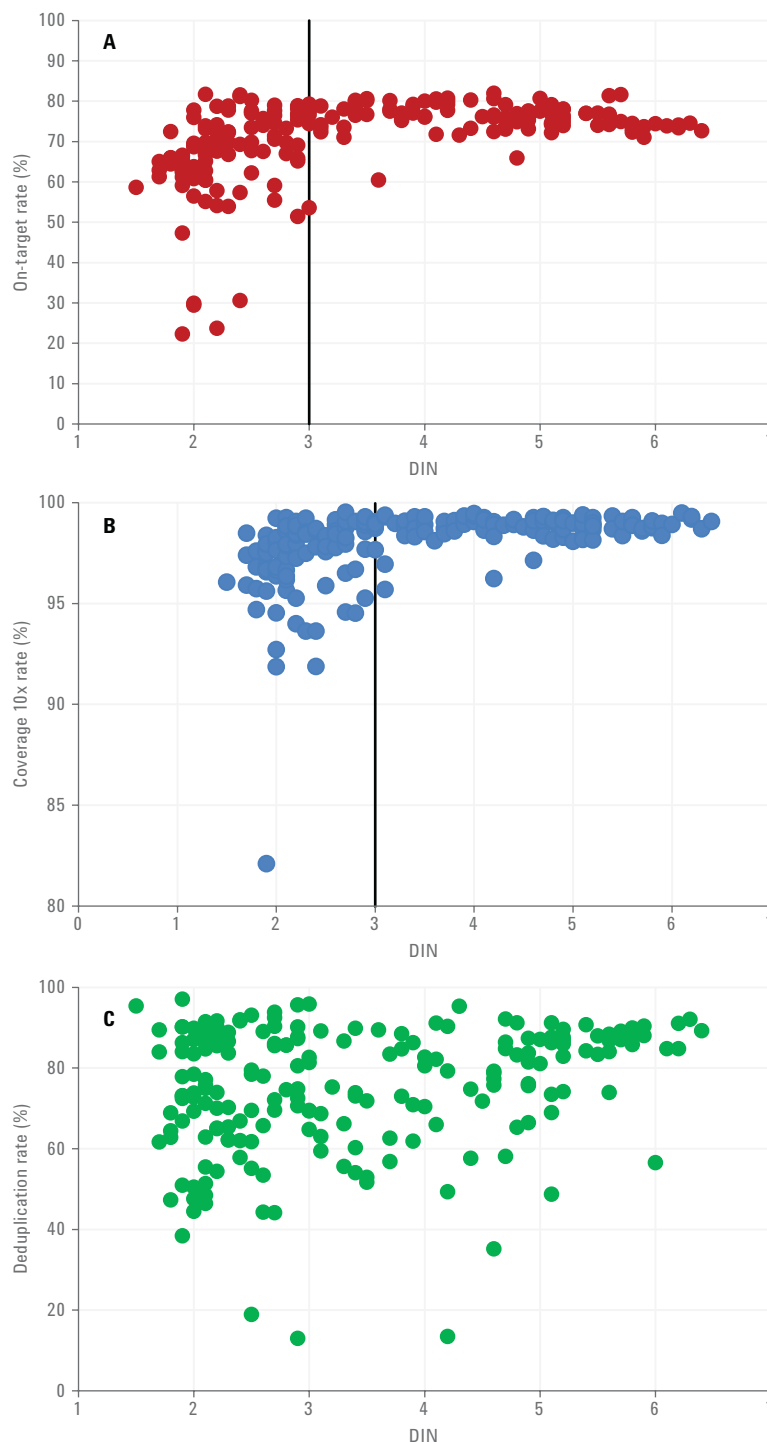 A
100
90
80
70
60
50
40
30
20
10
0
On-target rate (%)
1 2 3 4 5 6
DIN
B
100
95
90
85
80
Coverage 10x rate (%)
0 1 2 3 4 5 6
DIN
C
100
80
60
40
20
0
Deduplication rate (%)
1 2 3 4 5 6
DIN